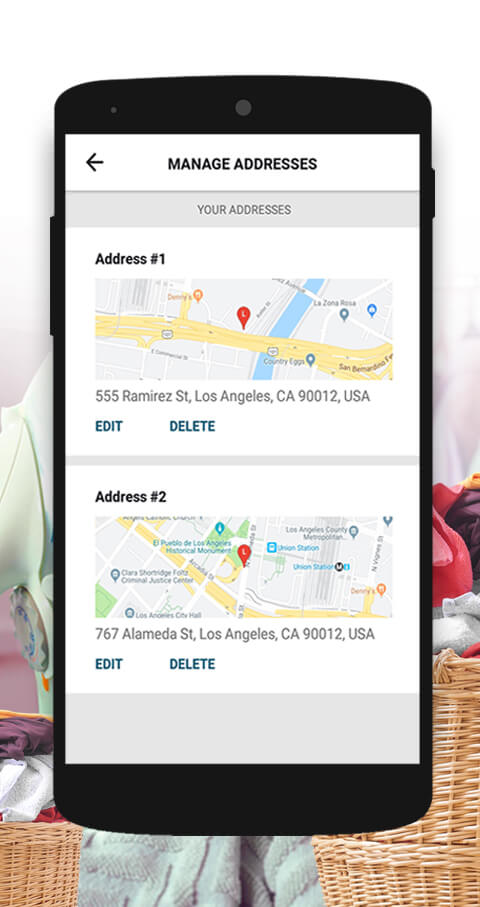 MANAGE ADDRESSES
YOUR ADDRESSES
Address #1
Denny's
La Zona Rosa
L
E Commercial St
Country Eggs
San Bernardino
555 Ramirez St, Los Angeles, CA 90012, USA
EDIT DELETE
Address #2
Los Angeles County
Metropolitan...
El Pueblo de Los Angeles
Historical Monument
L
Union Station
Union Station
N Vignes St
Arcadia St
Clara Shortridge Foltz
Criminal Justice Center
Los Angeles City Hall
Denny's
767 Alameda St, Los Angeles, CA 90012, USA
EDIT DELETE